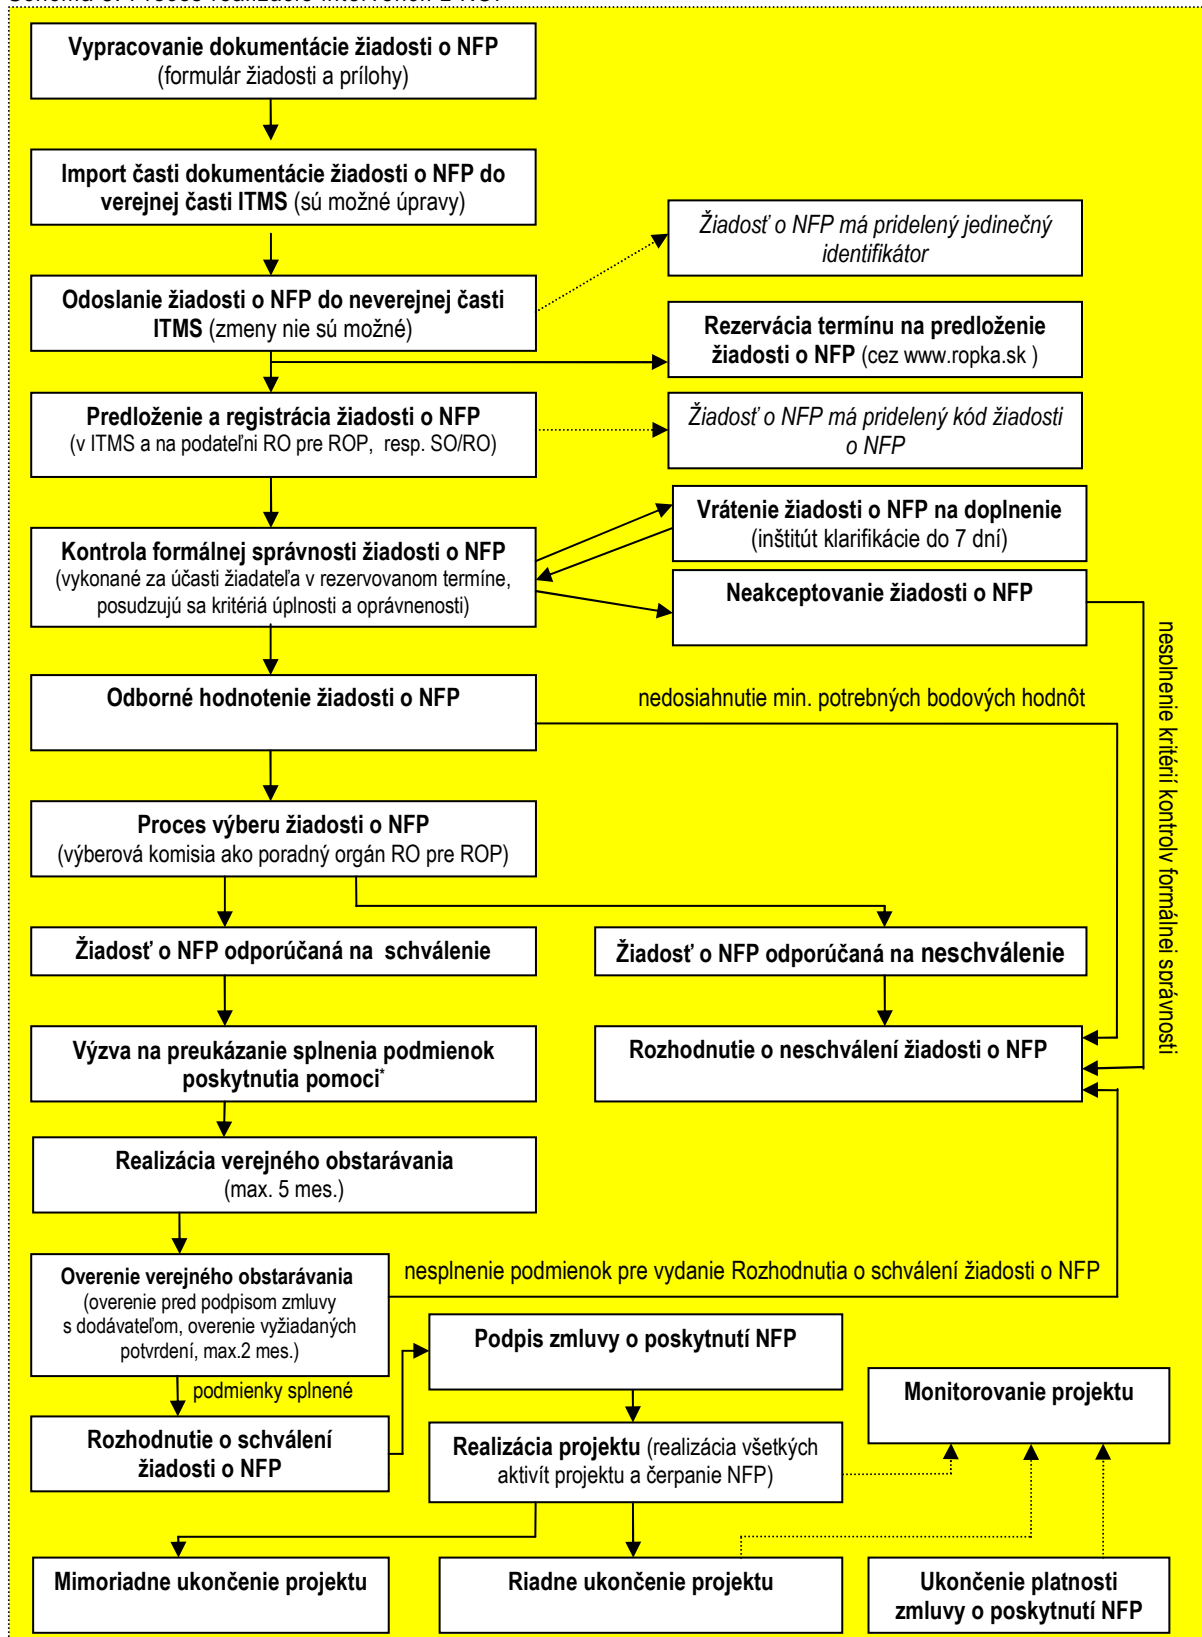 Vypracovanie dokumentácie žiadosti o NFP
(formulár žiadosti a prílohy)
Import časti dokumentácie žiadosti o NFP do
verejnej časti ITMS (sú možné úpravy)
Žiadosť o NFP má pridelený jedinečný
identifikátor
Odoslanie žiadosti o NFP do neverejnej časti
ITMS (zmeny nie sú možné)
Rezervácia termínu na predloženie
žiadosti o NFP (cez www.ropka.sk )
Predloženie a registrácia žiadosti o NFP
(v ITMS a na podateľni RO pre ROP, resp. SO/RO)
Žiadosť o NFP má pridelený kód žiadosti
o NFP
Vrátenie žiadosti o NFP na doplnenie
(inštitút klarifikácie do 7 dní)
Kontrola formálnej správnosti žiadosti o NFP
(vykonané za účasti žiadateľa v rezervovanom termíne,
posudzujú sa kritériá úplnosti a oprávnenosti)
Neakceptovanie žiadosti o NFP
nesplnenie kritérií kontroly formálnej správnosti
Odborné hodnotenie žiadosti o NFP
nedosiahnutie min. potrebných bodových hodnôt
Proces výberu žiadosti o NFP
(výberová komisia ako poradný orgán RO pre ROP)
Žiadosť o NFP odporúčaná na schválenie
Žiadosť o NFP odporúčaná na neschválenie
Výzva na preukázanie splnenia podmienok
poskytnutia pomoci*
Rozhodnutie o neschválení žiadosti o NFP
Realizácia verejného obstarávania
(max. 5 mes.)
Overenie verejného obstarávania
(overenie pred podpisom zmluvy
s dodávateľom, overenie vyžiadaných
potvrdení, max.2 mes.)
nesplnenie podmienok pre vydanie Rozhodnutia o schválení žiadosti o NFP
Podpis zmluvy o poskytnutí NFP
podmienky splnené
Monitorovanie projektu
Rozhodnutie o schválení
žiadosti o NFP
Realizácia projektu (realizácia všetkých
aktivít projektu a čerpanie NFP)
Mimoriadne ukončenie projektu
Riadne ukončenie projektu
Ukončenie platnosti
zmluvy o poskytnutí NFP